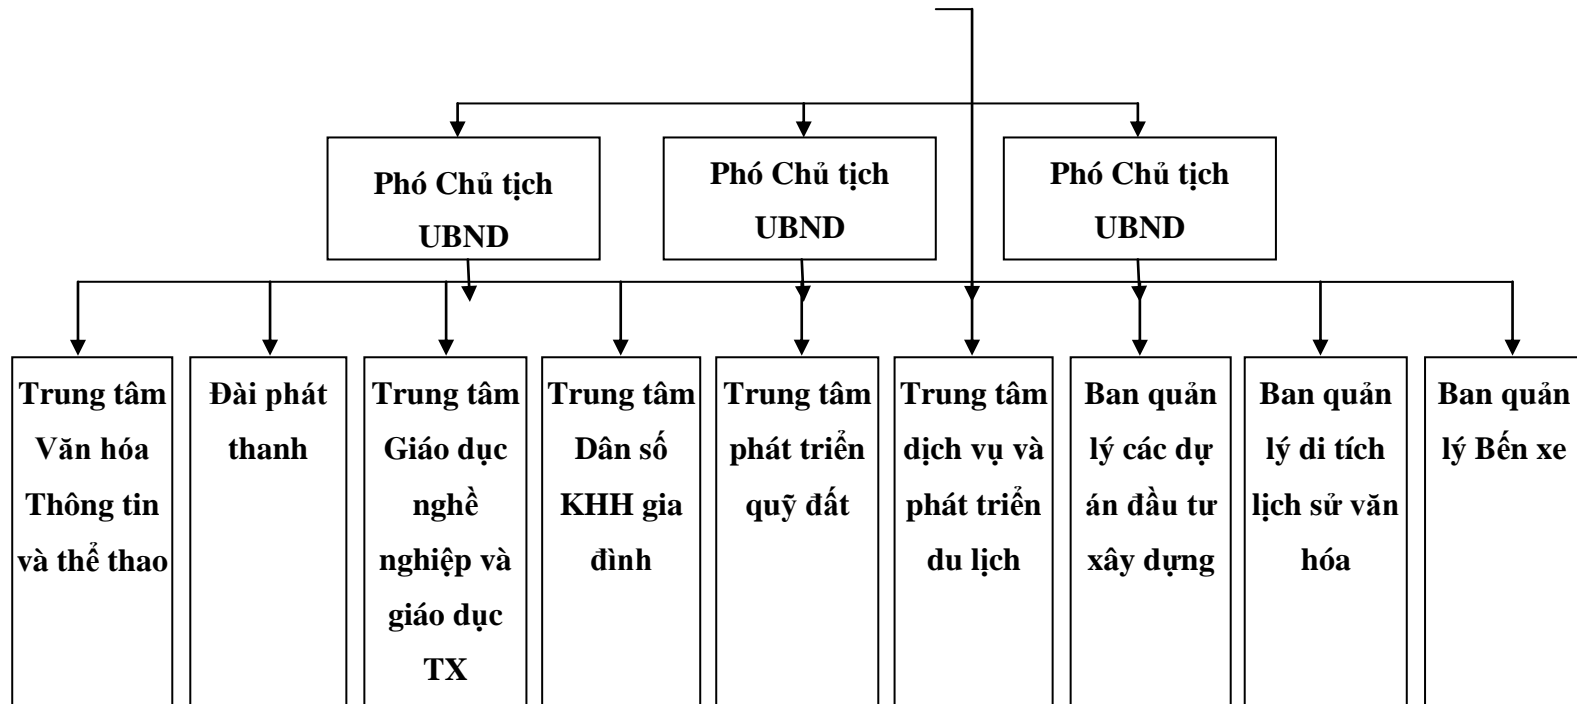 Phó Chủ tịch
UBND
Phó Chủ tịch
UBND
Phó Chủ tịch
UBND
Trung tâm
Văn hóa
Thông tin
và thể thao
Đài phát
thanh
Trung tâm
Giáo dục
nghề
nghiệp và
giáo dục
TX
Trung tâm
Dân số
KHH gia
đình
Trung tâm
phát triển
quỹ đất
Trung tâm
dịch vụ và
phát triển
du lịch
Ban quản
lý các dự
án đầu tư
xây dựng
Ban quản
lý di tích
lịch sử văn
hóa
Ban quản
lý Bến xe